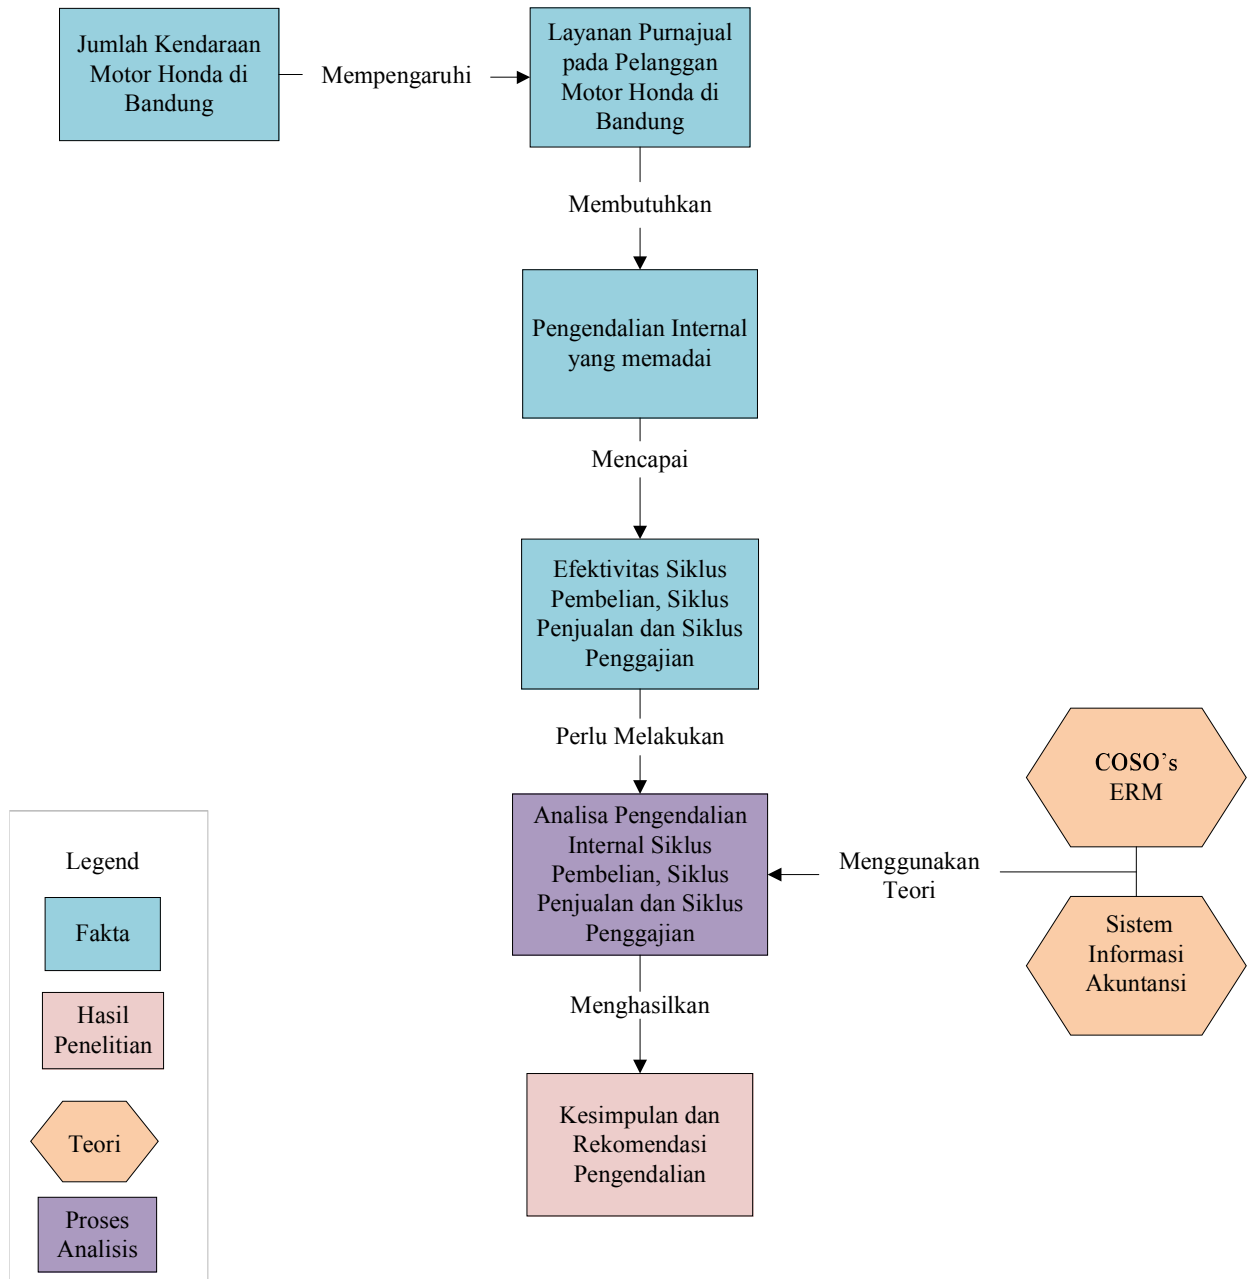 Jumlah Kendaraan
Motor Honda di
Bandung
Mempengaruhi
Layanan Purnajual
pada Pelanggan
Motor Honda di
Bandung
Membutuhkan
Pengendalian Internal
yang memadai
Mencapai
Efektivitas Siklus
Pembelian, Siklus
Penjualan dan Siklus
Penggajian
Perlu Melakukan
Analisa Pengendalian
Internal Siklus
Pembelian, Siklus
Penjualan dan Siklus
Penggajian
Menggunakan
Teori
COSO’s
ERM
Sistem
Informasi
Akuntansi
Menghasilkan
Kesimpulan dan
Rekomendasi
Pengendalian
Legend
Fakta
Hasil
Penelitian
Teori
Proses
Analisis